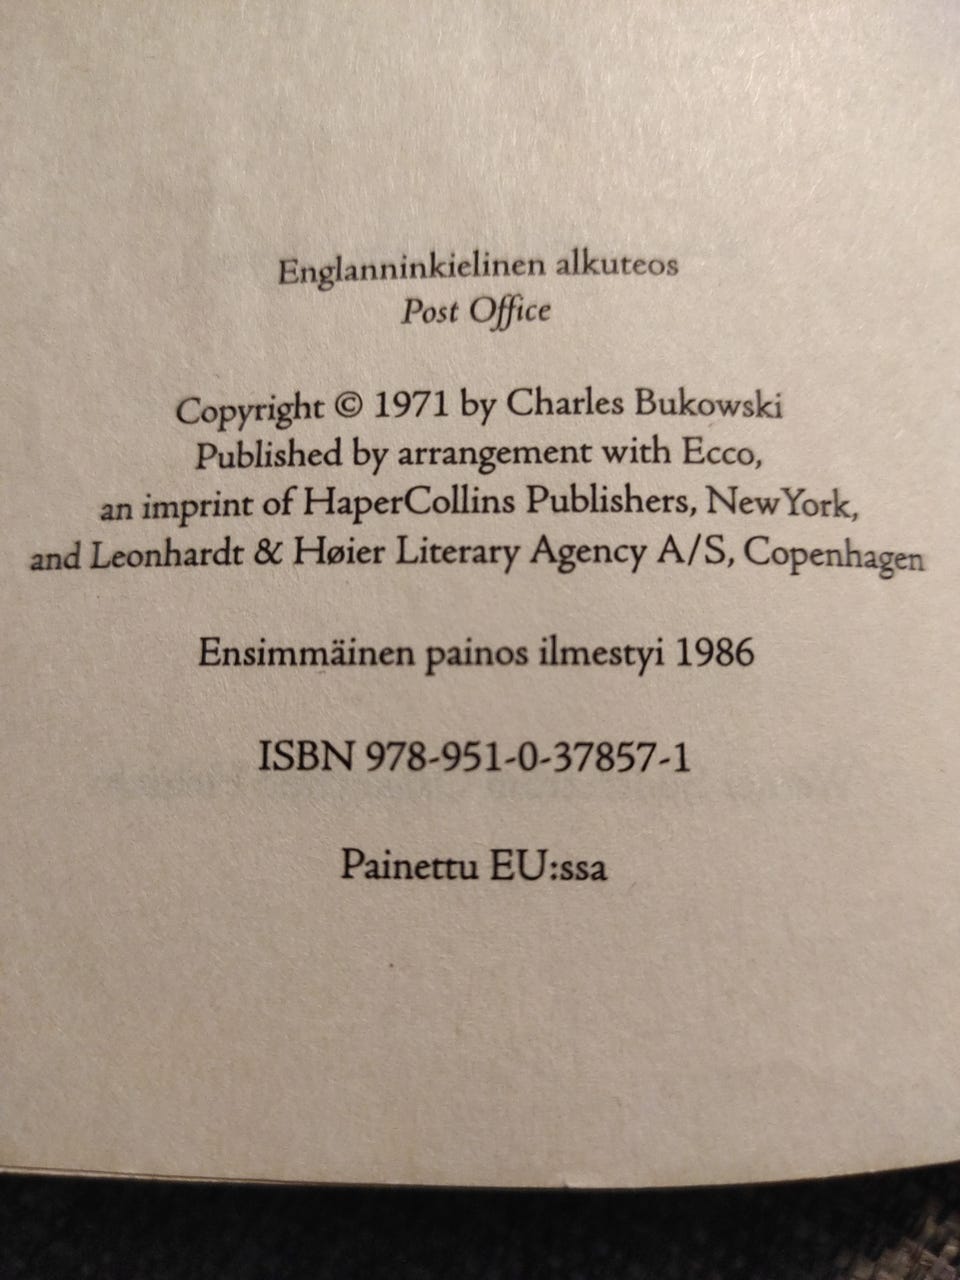 Englanninkielinen alkuteos
Post Office
Copyright © 1971 by Charles Bukowski
Published by arrangement with Ecco,
an imprint of HaperCollins Publishers, New York,
and Leonhardt & Høier Literary Agency A/S, Copenhagen
Ensimmäinen painos ilmestyi 1986
ISBN 978-951-0-37857-1
Painettu EU:ssa